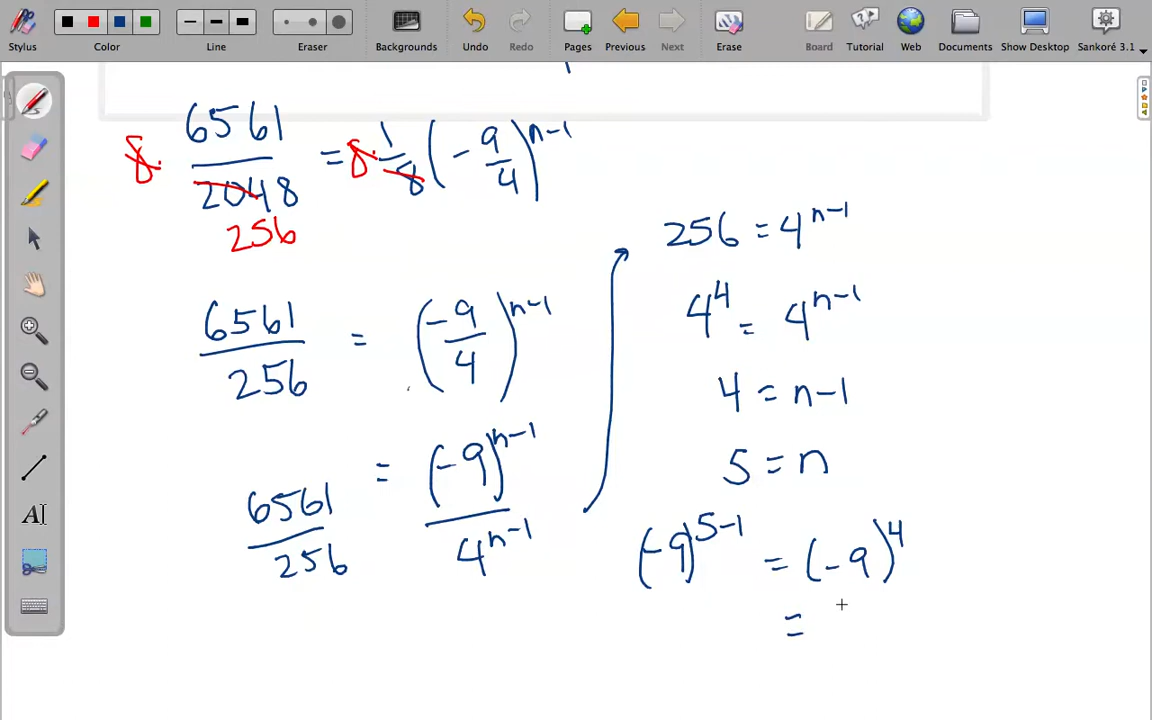 Stylus Color Line Eraser Backgrounds Undo Redo Pages Previous Next Erase Board Tutorial Web Documents Show Desktop Sankoré 3.1
8· 6561/2048 = 8· 1/8 (-9/4)^(n-1)
256
6561/256 = (-9/4)^(n-1)
6561/256 = (-9)^(n-1)/4^(n-1)
256 = 4^(n-1)
4^4 = 4^(n-1)
4 = n-1
5 = n
(-9)^(5-1) = (-9)^4
=